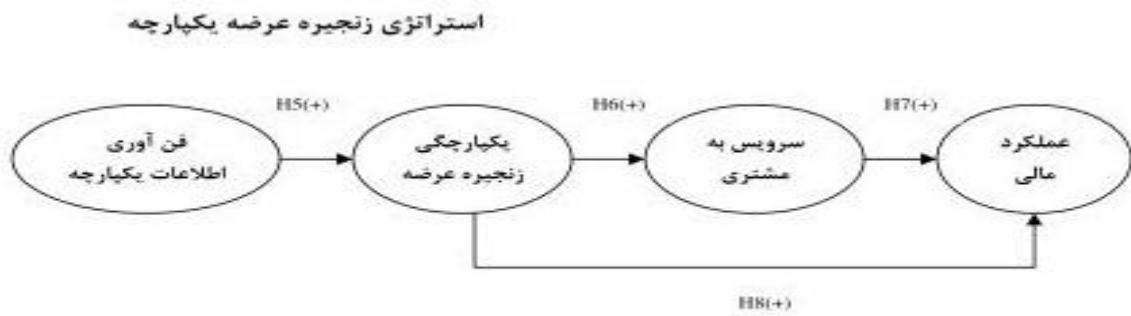 استراتژی زنجیره عرضه یکپارچه
H5(+)
H6(+)
H7(+)
فن آوری
اطلاعات یکپارچه
یکپارچگی
زنجیره عرضه
سرویس به
مشتری
عملکرد
مالی
H8(+)